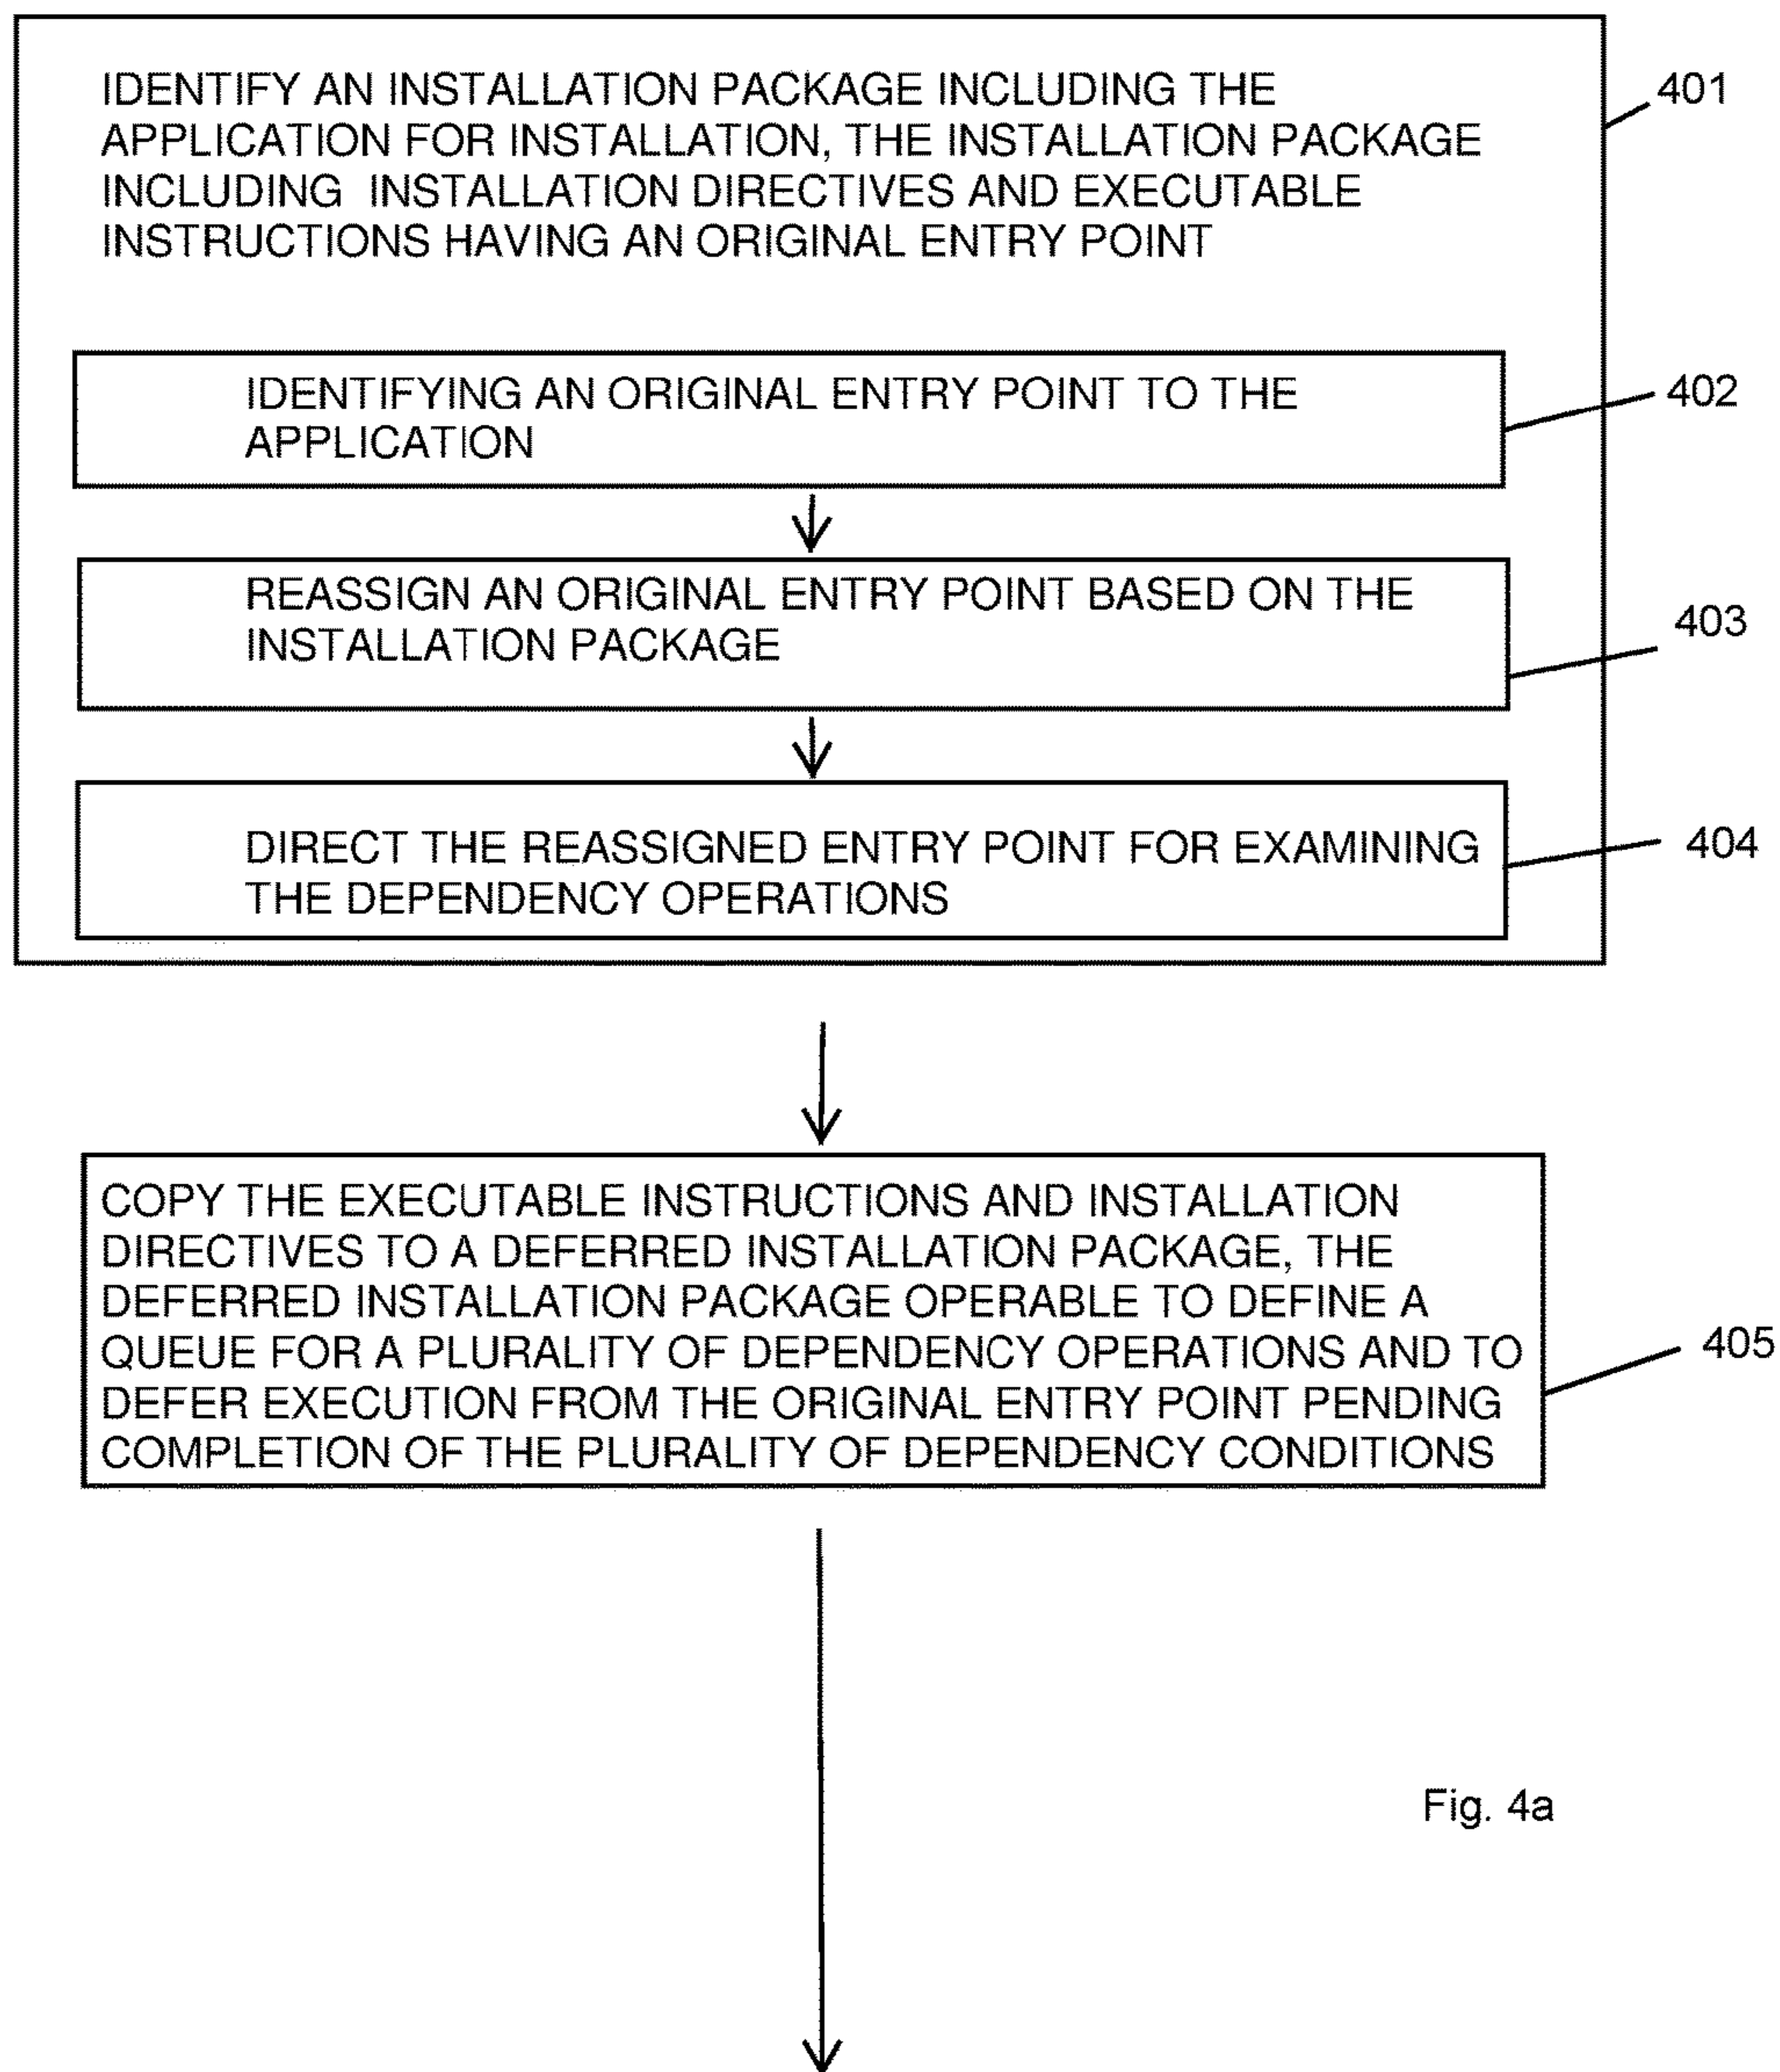 IDENTIFY AN INSTALLATION PACKAGE INCLUDING THE
APPLICATION FOR INSTALLATION, THE INSTALLATION PACKAGE
INCLUDING INSTALLATION DIRECTIVES AND EXECUTABLE
INSTRUCTIONS HAVING AN ORIGINAL ENTRY POINT
401
IDENTIFYING AN ORIGINAL ENTRY POINT TO THE
APPLICATION
402
REASSIGN AN ORIGINAL ENTRY POINT BASED ON THE
INSTALLATION PACKAGE
403
DIRECT THE REASSIGNED ENTRY POINT FOR EXAMINING
THE DEPENDENCY OPERATIONS
404
COPY THE EXECUTABLE INSTRUCTIONS AND INSTALLATION
DIRECTIVES TO A DEFERRED INSTALLATION PACKAGE, THE
DEFERRED INSTALLATION PACKAGE OPERABLE TO DEFINE A
QUEUE FOR A PLURALITY OF DEPENDENCY OPERATIONS AND TO
DEFER EXECUTION FROM THE ORIGINAL ENTRY POINT PENDING
COMPLETION OF THE PLURALITY OF DEPENDENCY CONDITIONS
405
Fig. 4a